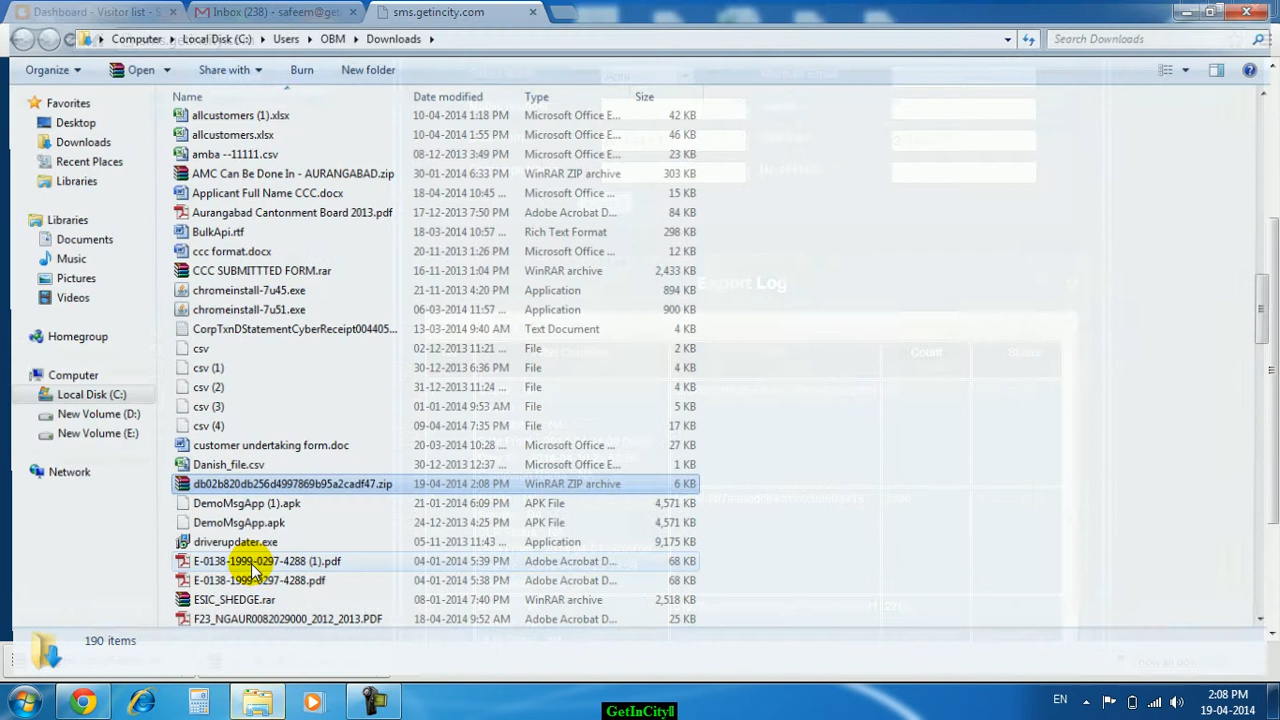 Dashboard - Visitor list - S
Inbox (238) - safeem@get
sms.getincity.com
Computer Local Disk (C:) Users OBM Downloads
Search Downloads
Organize Open Share with Burn New folder
Name Date modified Type Size
Favorites
Desktop
Downloads
Recent Places
Libraries
Libraries
Documents
Music
Pictures
Videos
Homegroup
Computer
Local Disk (C:)
New Volume (D:)
New Volume (E:)
Network
allcustomers (1).xlsx 10-04-2014 1:18 PM Microsoft Office E... 42 KB
allcustomers.xlsx 10-04-2014 1:55 PM Microsoft Office E... 46 KB
amba --11111.csv 08-12-2013 3:49 PM Microsoft Office E... 23 KB
AMC Can Be Done In - AURANGABAD.zip 30-01-2014 6:33 PM WinRAR ZIP archive 303 KB
Applicant Full Name CCC.docx 18-04-2014 10:45 ... Microsoft Office ... 15 KB
Aurangabad Cantonment Board 2013.pdf 17-12-2013 7:50 PM Adobe Acrobat D... 84 KB
BulkApi.rtf 18-03-2014 10:57 ... Rich Text Format 298 KB
ccc format.docx 20-11-2013 1:26 PM Microsoft Office ... 12 KB
CCC SUBMITTTED FORM.rar 16-11-2013 1:04 PM WinRAR archive 2,433 KB
chromeinstall-7u45.exe 21-11-2013 4:20 PM Application 894 KB
chromeinstall-7u51.exe 06-03-2014 11:57 ... Application 900 KB
CorpTxnDStatementCyberReceipt004405... 13-03-2014 9:40 AM Text Document 4 KB
csv 02-12-2013 11:21 ... File 2 KB
csv (1) 30-12-2013 6:36 PM File 4 KB
csv (2) 31-12-2013 11:24 ... File 4 KB
csv (3) 01-01-2014 9:53 AM File 5 KB
csv (4) 09-04-2014 7:35 PM File 17 KB
customer undertaking form.doc 20-03-2014 10:28 ... Microsoft Office ... 27 KB
Danish_file.csv 30-12-2013 12:37 ... Microsoft Office E... 1 KB
db02b820db256d4997869b95a2cadf47.zip 19-04-2014 2:08 PM WinRAR ZIP archive 6 KB
DemoMsgApp (1).apk 21-01-2014 6:09 PM APK File 4,571 KB
DemoMsgApp.apk 24-12-2013 4:25 PM APK File 4,571 KB
driverupdater.exe 05-11-2013 11:43 ... Application 9,175 KB
E-0138-1999-0297-4288 (1).pdf 04-01-2014 5:39 PM Adobe Acrobat D... 68 KB
E-0138-1999-0297-4288.pdf 04-01-2014 5:38 PM Adobe Acrobat D... 68 KB
ESIC_SHEDGE.rar 08-01-2014 7:40 PM WinRAR archive 2,518 KB
F23_NGAUR0082029000_2012_2013.PDF 18-04-2014 9:52 AM Adobe Acrobat D... 25 KB
Export Log
Count Status
190 items
EN
2:08 PM
19-04-2014
GetInCity